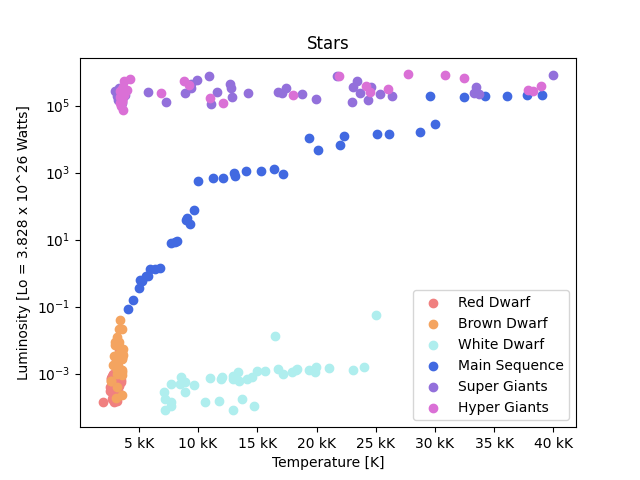 Stars
Luminosity [Lo = 3.828 x 10^26 Watts]
10^5
10^3
10^1
10^−1
10^−3
5 kK 10 kK 15 kK 20 kK 25 kK 30 kK 35 kK 40 kK
Temperature [K]
Red Dwarf
Brown Dwarf
White Dwarf
Main Sequence
Super Giants
Hyper Giants